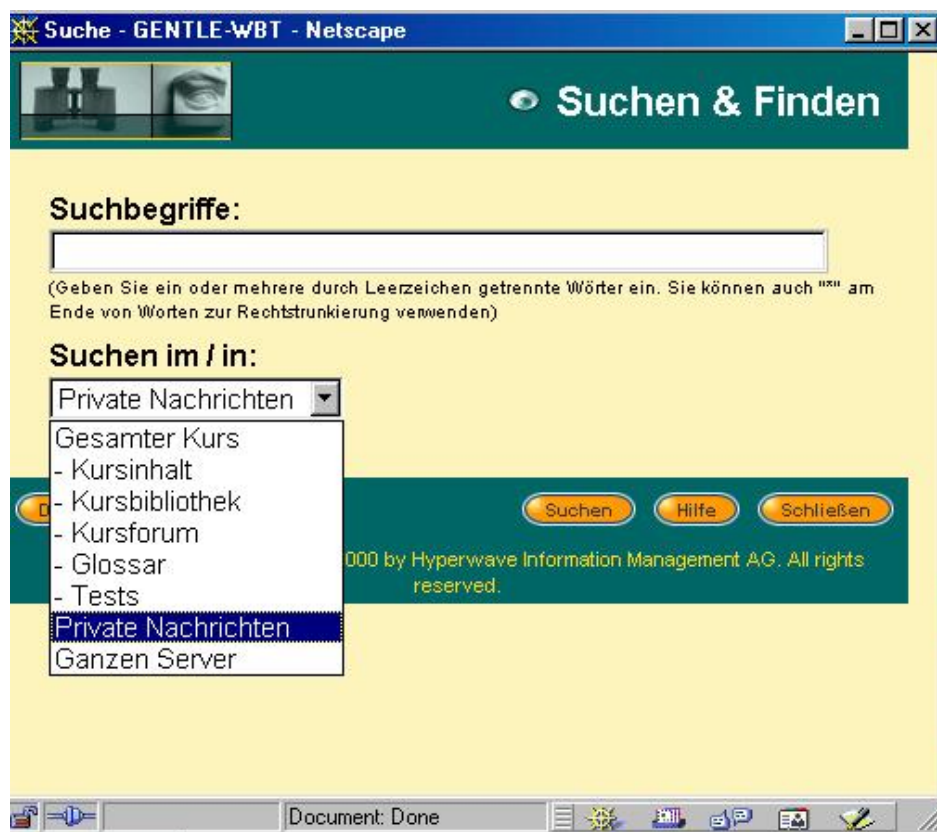 Suche - GENTLE-WBT - Netscape
Suchen & Finden
Suchbegriffe:
(Geben Sie ein oder mehrere durch Leerzeichen getrennte Wörter ein. Sie können auch "*" am
Ende von Worten zur Rechtstrunkierung verwenden)
Suchen im / in:
Private Nachrichten
Gesamter Kurs
- Kursinhalt
- Kursbibliothek
- Kursforum
- Glossar
- Tests
Private Nachrichten
Ganzen Server
Suchen Hilfe Schließen
000 by Hyperwave Information Management AG. All rights
reserved.
Document: Done